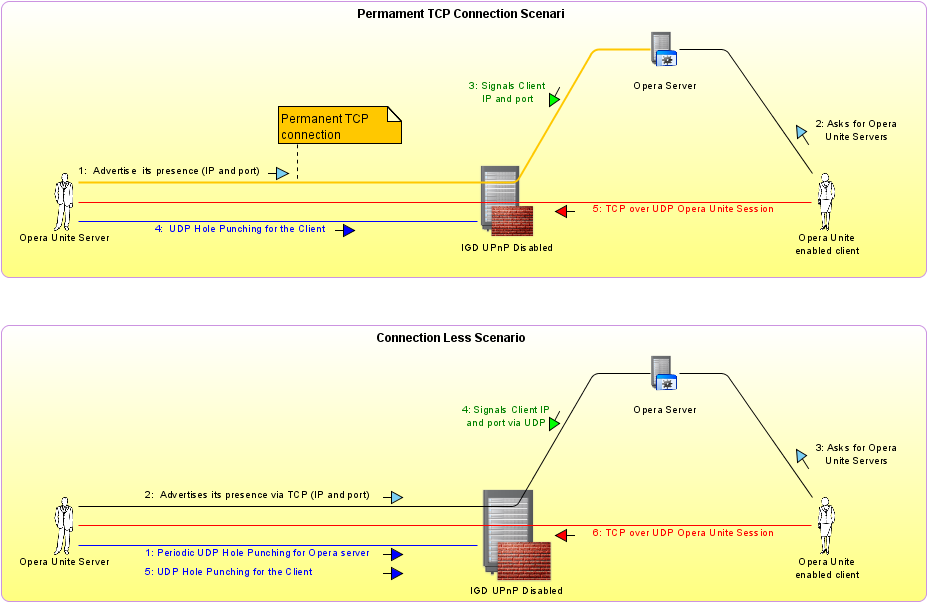 Permament TCP Connection Scenari
3: Signals Client
IP and port
Opera Server
Permanent TCP
connection
2: Asks for Opera
Unite Servers
1:  Advertise  its presence (IP and port)
5: TCP over UDP Opera Unite Session
4:  UDP Hole Punching for the Client
Opera Unite Server
IGD UPnP Disabled
Opera Unite
enabled client
Connection Less Scenario
4: Signals Client IP
and port via UDP
Opera Server
3: Asks for Opera
Unite Servers
2:  Advertises its presence via TCP (IP and port)
6: TCP over UDP Opera Unite Session
1: Periodic UDP Hole Punching for Opera server
5: UDP Hole Punching for the Client
Opera Unite Server
IGD UPnP Disabled
Opera Unite
enabled client